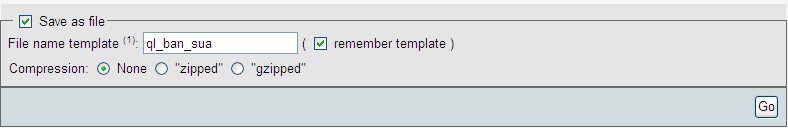 Save as file
File name template (1): ql_ban_sua ( remember template )
Compression: None "zipped" "gzipped"
Go